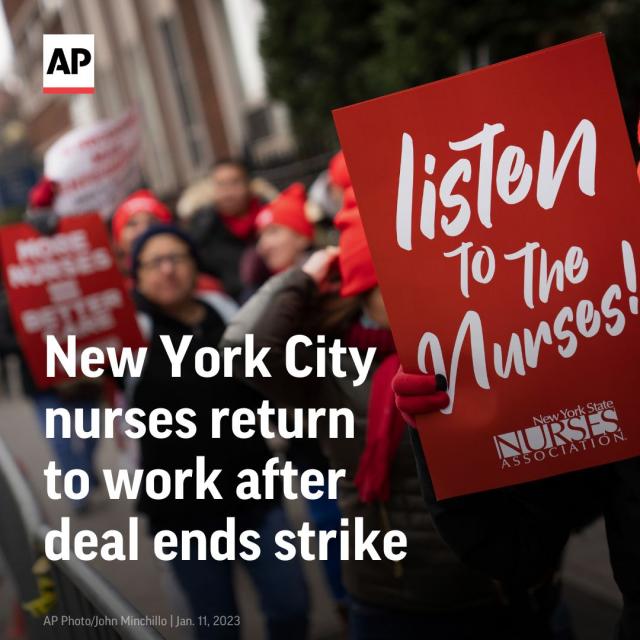 AP
listen
TO The
Nurses!
MORE
NURSES
BETTER
New York City
nurses return
to work after
deal ends strike
New York State
NURSES
ASSOCIATION
AP Photo/John Minchillo | Jan. 11, 2023